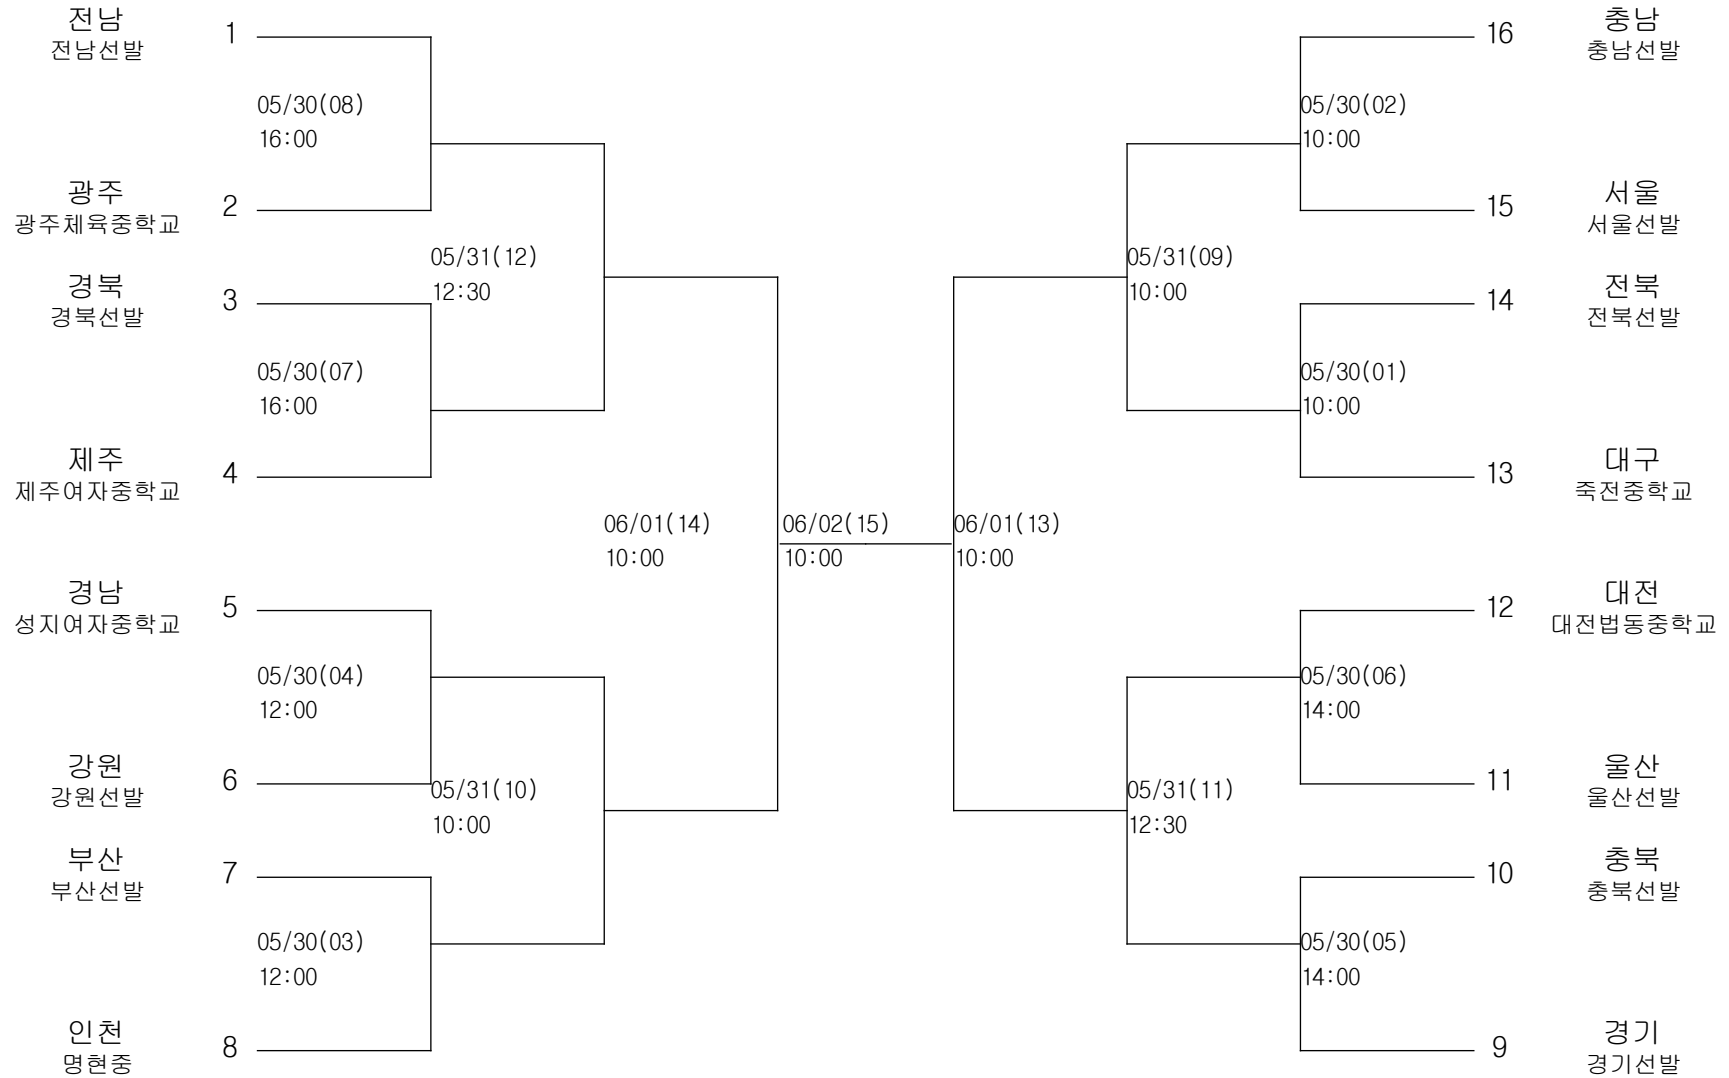 전남
전남선발
1
05/30(08)
16:00
광주
광주체육중학교
2
05/31(12)
12:30
경북
경북선발
3
05/30(07)
16:00
제주
제주여자중학교
4
06/01(14)
10:00
경남
성지여자중학교
5
05/30(04)
12:00
강원
강원선발
6
05/31(10)
10:00
부산
부산선발
7
05/30(03)
12:00
인천
명현중
8
06/02(15)
10:00
16
충남
충남선발
05/30(02)
10:00
15
서울
서울선발
05/31(09)
10:00
14
전북
전북선발
05/30(01)
10:00
13
대구
죽전중학교
06/01(13)
10:00
12
대전
대전법동중학교
05/30(06)
14:00
11
울산
울산선발
05/31(11)
12:30
10
충북
충북선발
05/30(05)
14:00
9
경기
경기선발